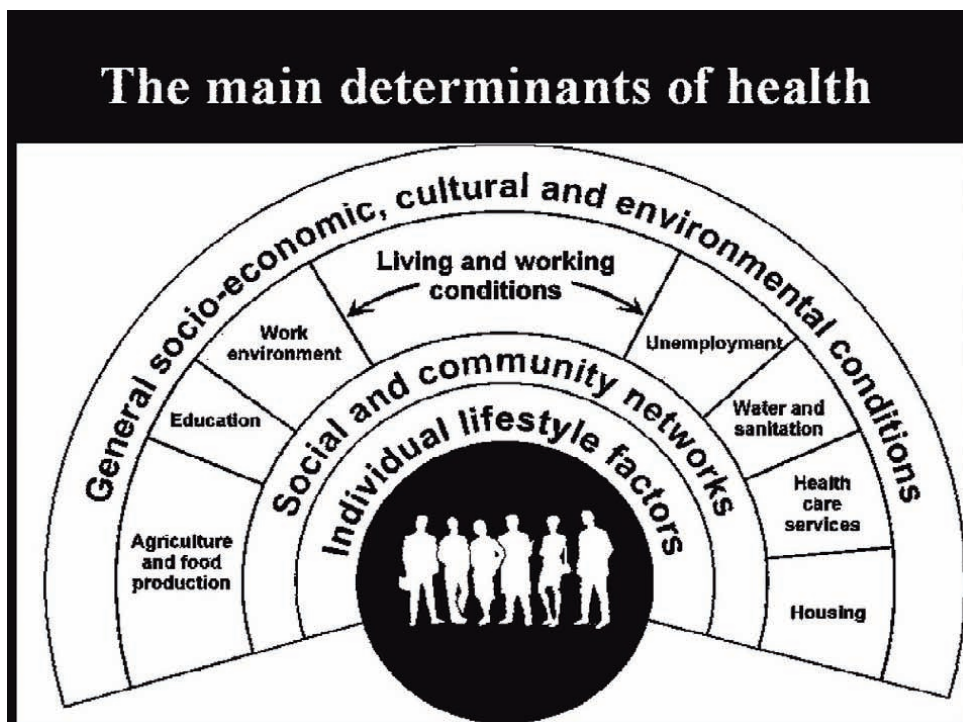 The main determinants of health
General socio-economic, cultural and environmental conditions
Living and working
conditions
Work
environment
Unemployment
Education
Water and
sanitation
Social and community networks
Individual lifestyle factors
Health
care
services
Agriculture
and food
production
Housing